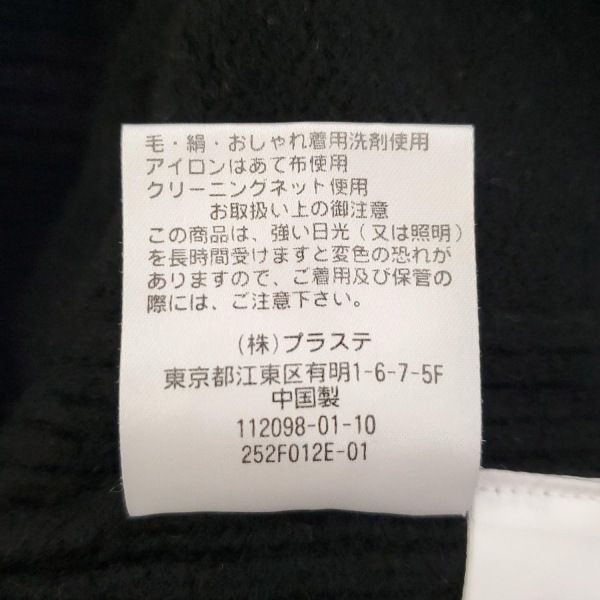 毛・絹・おしゃれ着用洗剤使用
アイロンはあて布使用
クリーニングネット使用
お取扱い上の御注意
この商品は、強い日光(又は照明)
を長時間受けますと変色の恐れが
ありますので、ご着用及び保管の
際には、ご注意下さい。
(株)プラステ
東京都江東区有明1-6-7-5F
中国製
112098-01-10
252F012E-01